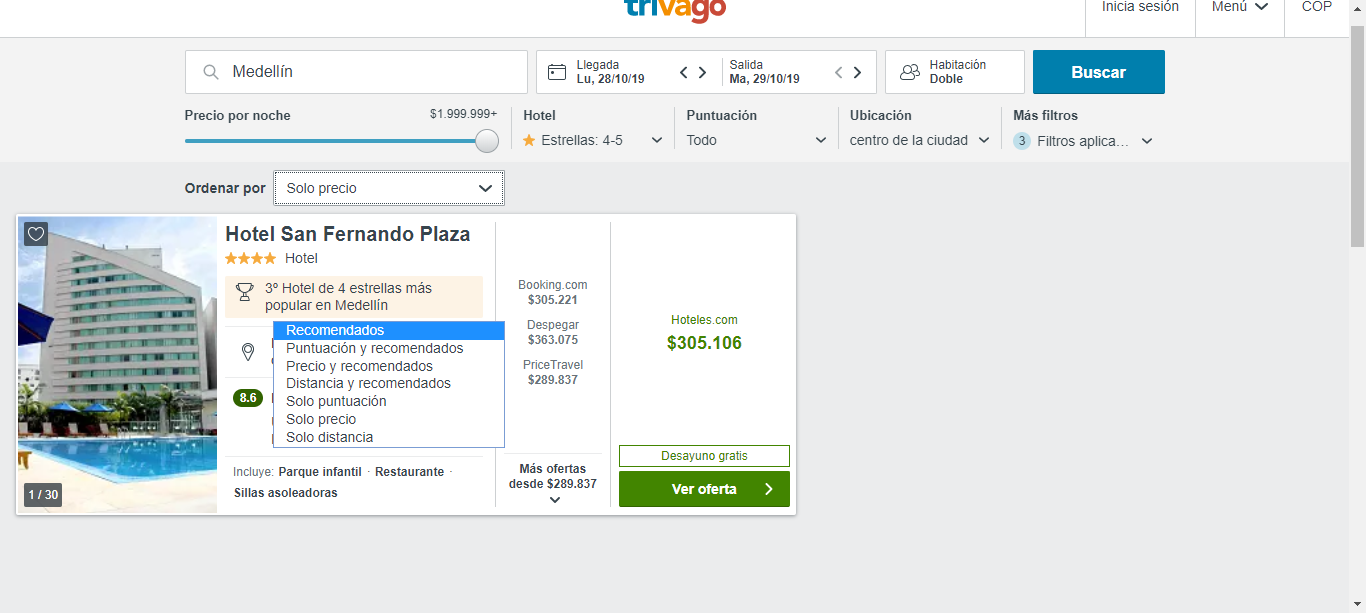 trivago
Inicia sesión
Menú
COP
Medellín
Llegada
Lu, 28/10/19
Salida
Ma, 29/10/19
Habitación
Doble
Buscar
Precio por noche
$1.999.999+
Hotel
Estrellas: 4-5
Puntuación
Todo
Ubicación
centro de la ciudad
Más filtros
3 Filtros aplica...
Ordenar por
Solo precio
Hotel San Fernando Plaza
Hotel
3º Hotel de 4 estrellas más
popular en Medellín
Recomendados
Puntuación y recomendados
Precio y recomendados
Distancia y recomendados
Solo puntuación
Solo precio
Solo distancia
8.6
Incluye: Parque infantil · Restaurante ·
Sillas asoleadoras
1 / 30
Booking.com
$305.221
Despegar
$363.075
PriceTravel
$289.837
Más ofertas
desde $289.837
Hoteles.com
$305.106
Desayuno gratis
Ver oferta